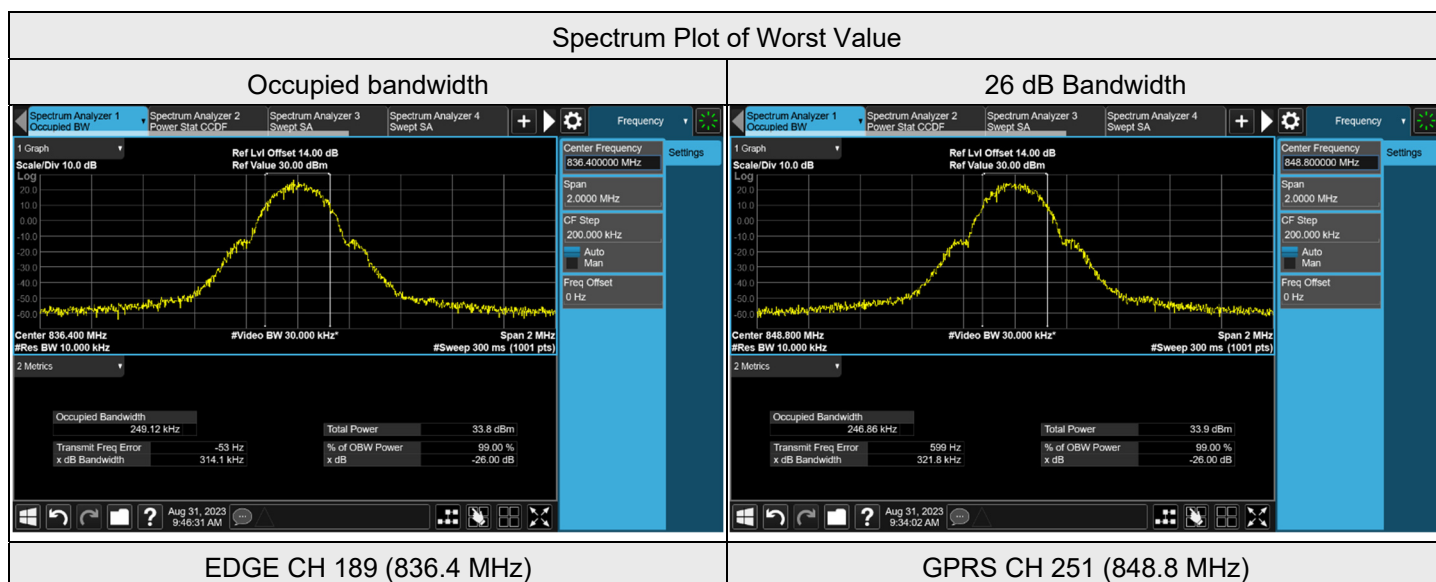 Spectrum Plot of Worst Value
Occupied bandwidth
26 dB Bandwidth
Spectrum Analyzer 1
Occupied BW
Spectrum Analyzer 2
Power Stat CCDF
Spectrum Analyzer 3
Swept SA
Spectrum Analyzer 4
Swept SA
+
Frequency
1 Graph
Scale/Div 10.0 dB
Ref Lvl Offset 14.00 dB
Ref Value 30.00 dBm
Log
20.0
10.0
0.00
-10.0
-20.0
-30.0
-40.0
-50.0
-60.0
Center 836.400 MHz
#Res BW 10.000 kHz
#Video BW 30.000 kHz*
Span 2 MHz
#Sweep 300 ms (1001 pts)
Center Frequency
836.400000 MHz
Settings
Span
2.0000 MHz
CF Step
200.000 kHz
Auto
Man
Freq Offset
0 Hz
2 Metrics
Occupied Bandwidth
249.12 kHz
Total Power 33.8 dBm
Transmit Freq Error -53 Hz
% of OBW Power 99.00 %
x dB Bandwidth 314.1 kHz
x dB -26.00 dB
?
Aug 31, 2023
9:46:31 AM
Spectrum Analyzer 1
Occupied BW
Spectrum Analyzer 2
Power Stat CCDF
Spectrum Analyzer 3
Swept SA
Spectrum Analyzer 4
Swept SA
+
Frequency
1 Graph
Scale/Div 10.0 dB
Ref Lvl Offset 14.00 dB
Ref Value 30.00 dBm
Log
20.0
10.0
0.00
-10.0
-20.0
-30.0
-40.0
-50.0
-60.0
Center 848.800 MHz
#Res BW 10.000 kHz
#Video BW 30.000 kHz*
Span 2 MHz
#Sweep 300 ms (1001 pts)
Center Frequency
848.800000 MHz
Settings
Span
2.0000 MHz
CF Step
200.000 kHz
Auto
Man
Freq Offset
0 Hz
2 Metrics
Occupied Bandwidth
246.86 kHz
Total Power 33.9 dBm
Transmit Freq Error 599 Hz
% of OBW Power 99.00 %
x dB Bandwidth 321.8 kHz
x dB -26.00 dB
?
Aug 31, 2023
9:34:02 AM
EDGE CH 189 (836.4 MHz)
GPRS CH 251 (848.8 MHz)